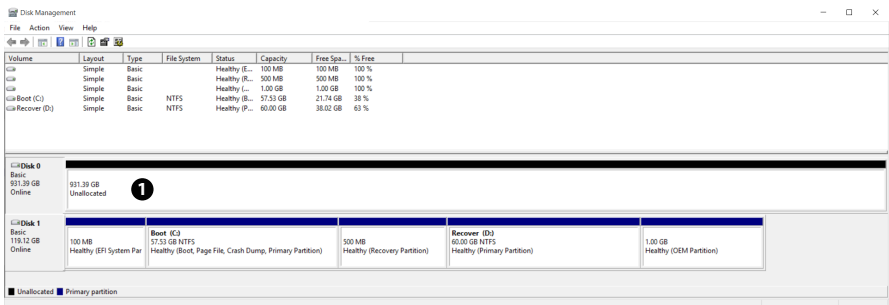 Disk Management
File Action View Help
Volume Layout Type File System Status Capacity Free Spa... % Free
Simple Basic Healthy (E... 100 MB 100 MB 100 %
Simple Basic Healthy (R... 500 MB 500 MB 100 %
Simple Basic Healthy (... 1.00 GB 1.00 GB 100 %
Boot (C:) Simple Basic NTFS Healthy (B... 57.53 GB 21.74 GB 38 %
Recover (D:) Simple Basic NTFS Healthy (P... 60.00 GB 38.02 GB 63 %
Disk 0
Basic
931.39 GB
Online
931.39 GB
Unallocated
1
Disk 1
Basic
119.12 GB
Online
100 MB
Healthy (EFI System Par
Boot (C:)
57.53 GB NTFS
Healthy (Boot, Page File, Crash Dump, Primary Partition)
500 MB
Healthy (Recovery Partition)
Recover (D:)
60.00 GB NTFS
Healthy (Primary Partition)
1.00 GB
Healthy (OEM Partition)
Unallocated Primary partition